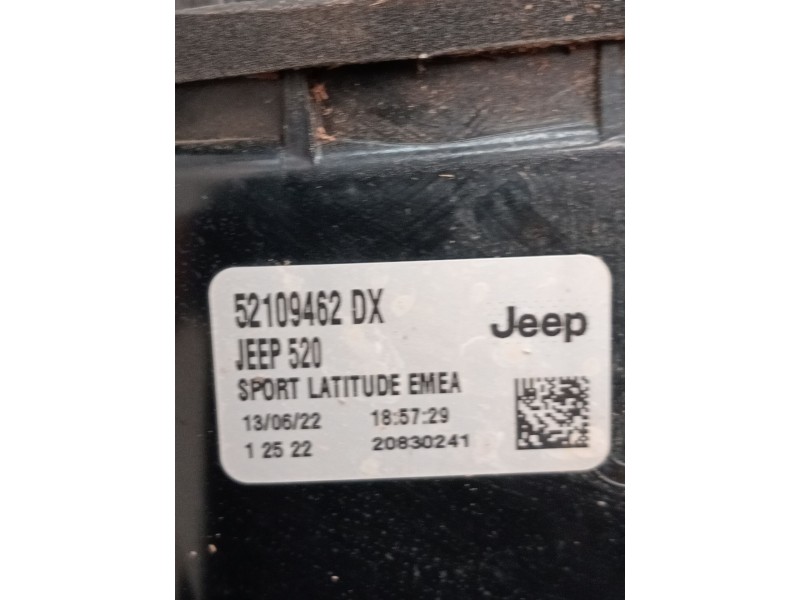 52109462 DX
Jeep
JEEP 520
SPORT LATITUDE EMEA
13/06/22 18:57:29
1 25 22 20830241